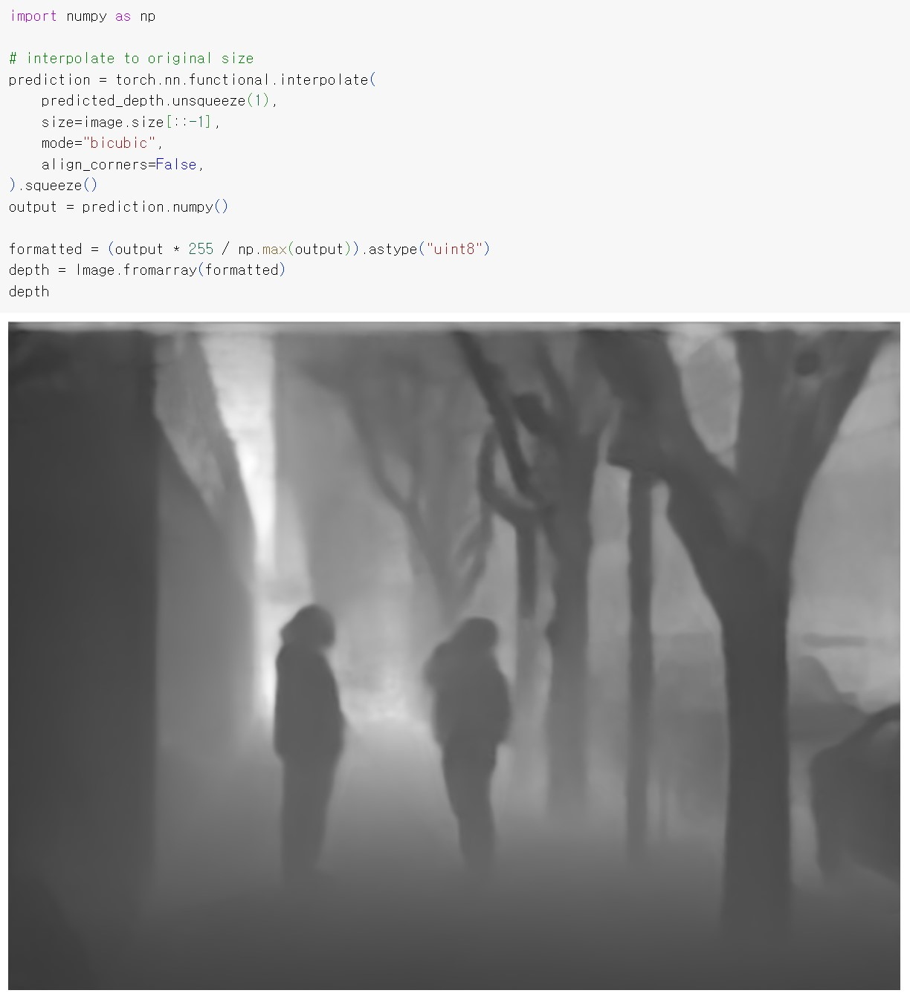 import numpy as np
# interpolate to original size
prediction = torch.nn.functional.interpolate(
    predicted_depth.unsqueeze(1),
    size=image.size[::-1],
    mode="bicubic",
    align_corners=False,
).squeeze()
output = prediction.numpy()
formatted = (output * 255 / np.max(output)).astype("uint8")
depth = Image.fromarray(formatted)
depth